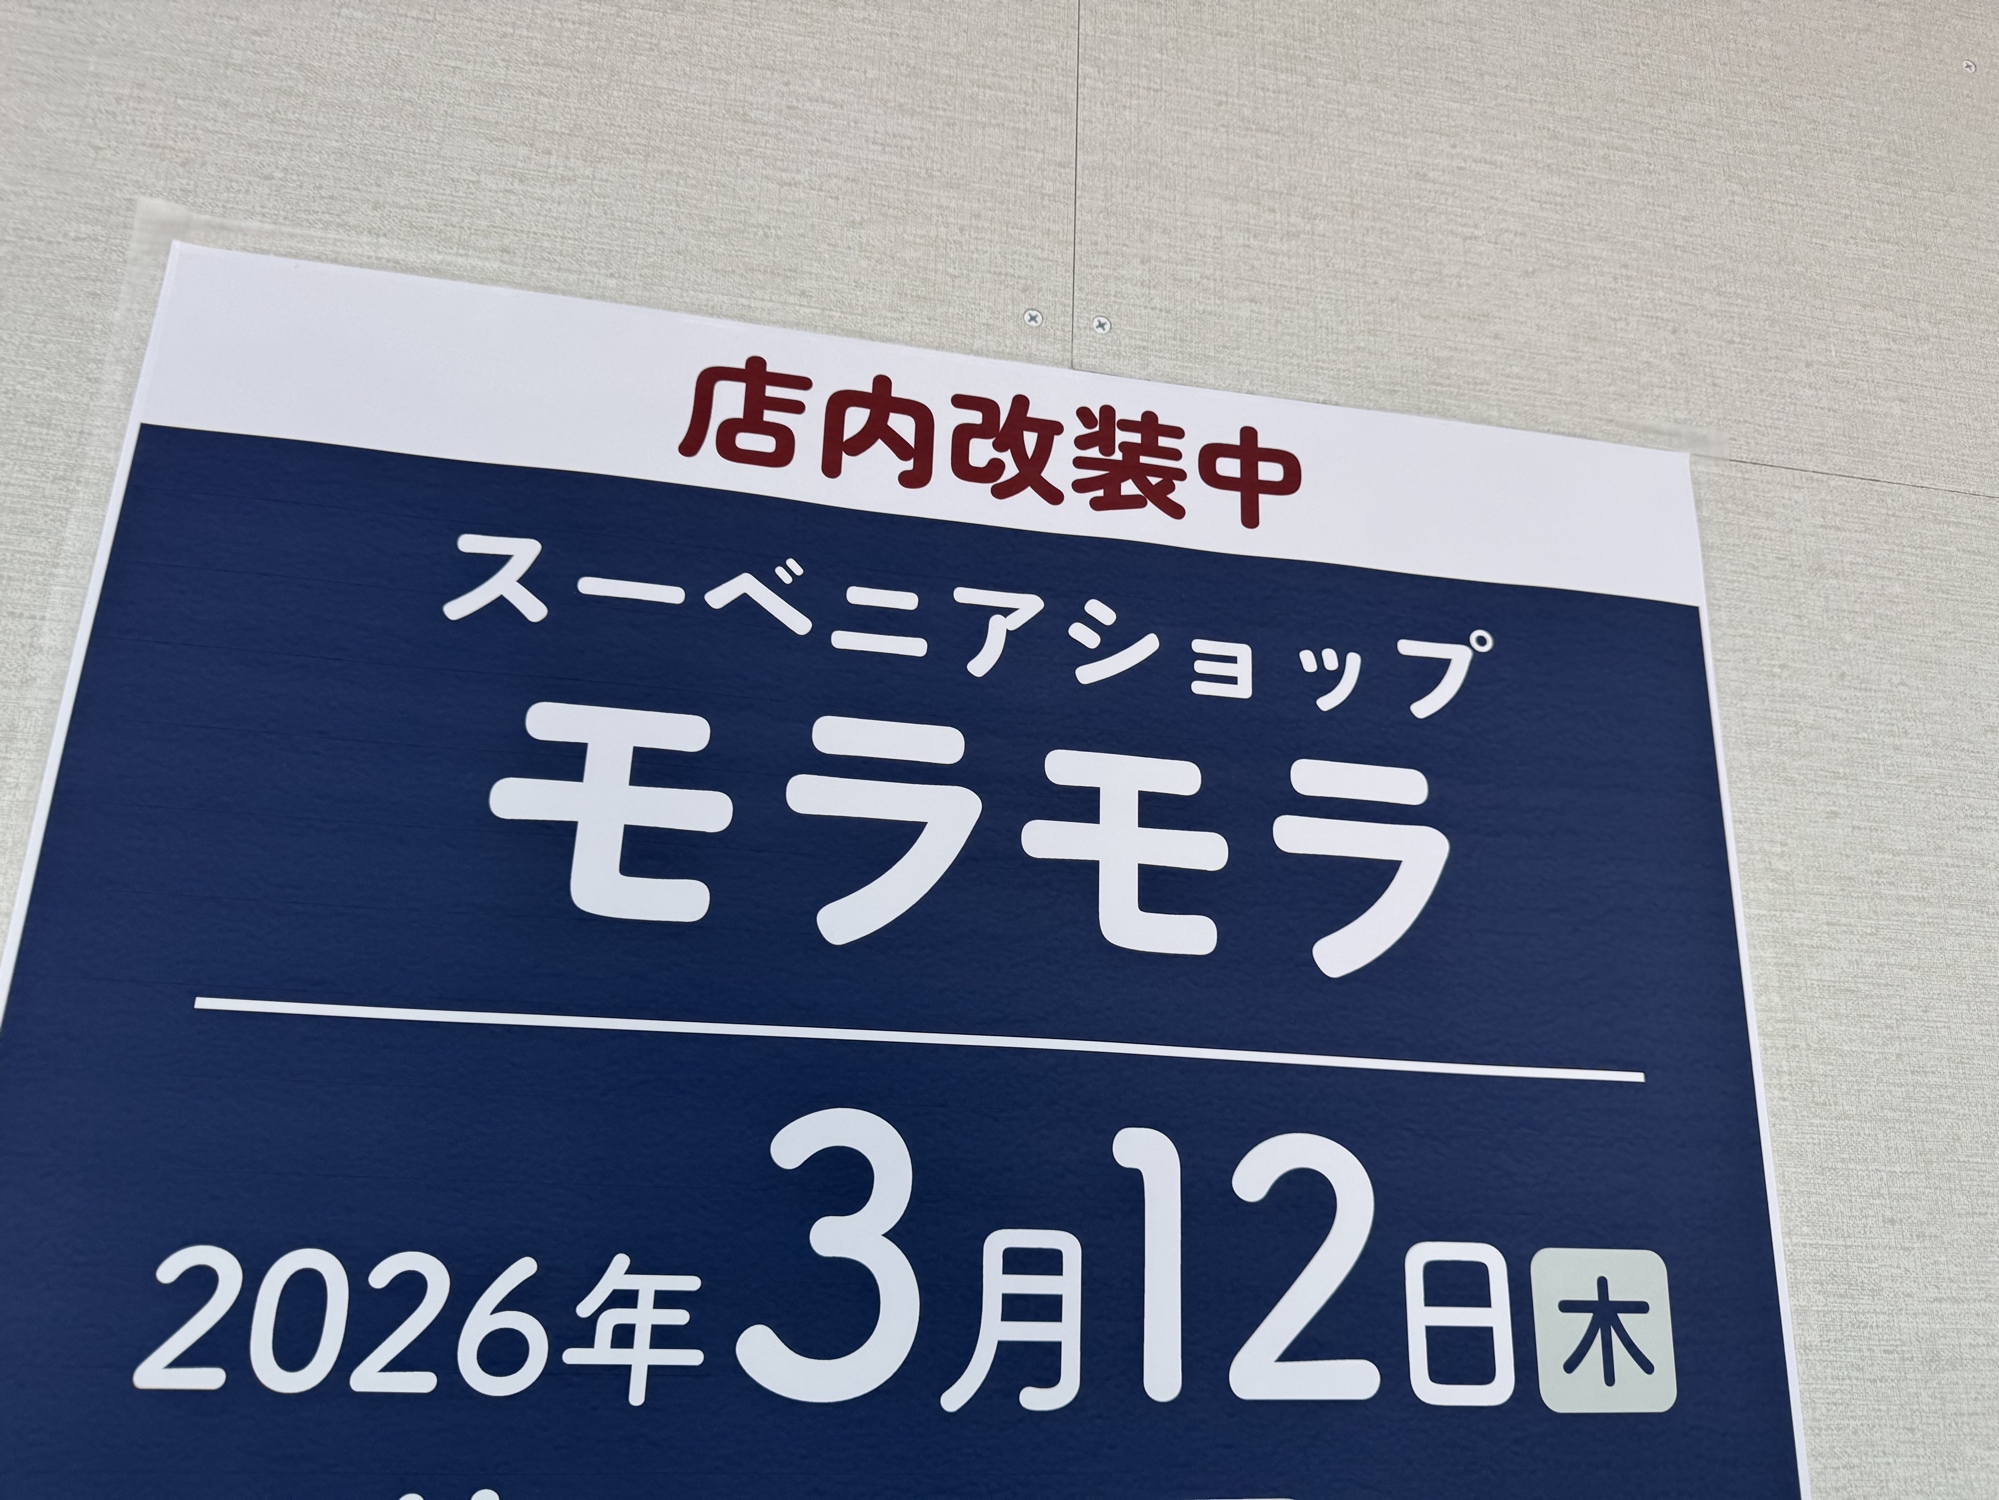 店内改装中
スーベニアショップ
モラモラ
2026年3月12日木